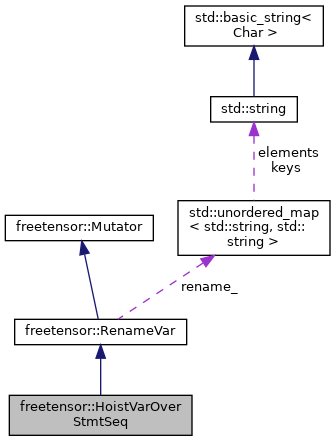 std::basic_string<
Char >
std::string
elements
keys
std::unordered_map
< std::string, std::
string >
freetensor::Mutator
rename_
freetensor::RenameVar
freetensor::HoistVarOver
StmtSeq